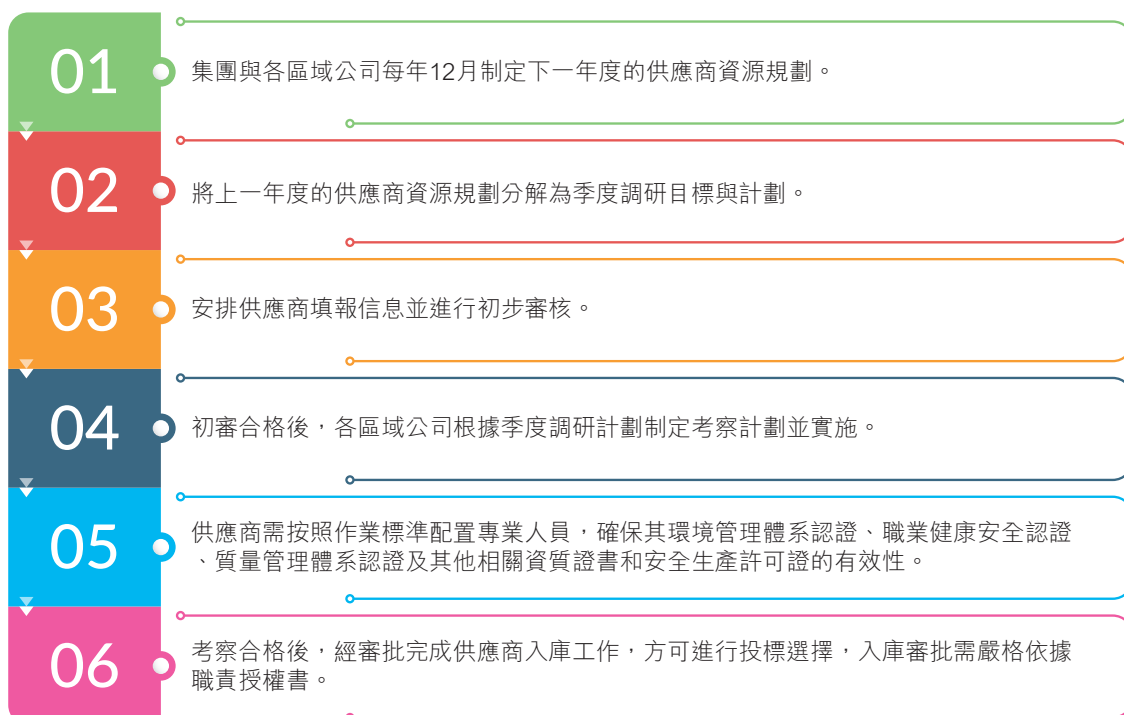 01
集團與各區域公司每年12月制定下一年度的供應商資源規劃。
02
將上一年度的供應商資源規劃分解為季度調研目標與計劃。
03
安排供應商填報信息並進行初步審核。
04
初審合格後，各區域公司根據季度調研計劃制定考察計劃並實施。
05
供應商需按照作業標準配置專業人員，確保其環境管理體系認證、職業健康安全認證
、質量管理體系認證及其他相關資質證書和安全生產許可證的有效性。
06
考察合格後，經審批完成供應商入庫工作，方可進行投標選擇，入庫審批需嚴格依據
職責授權書。